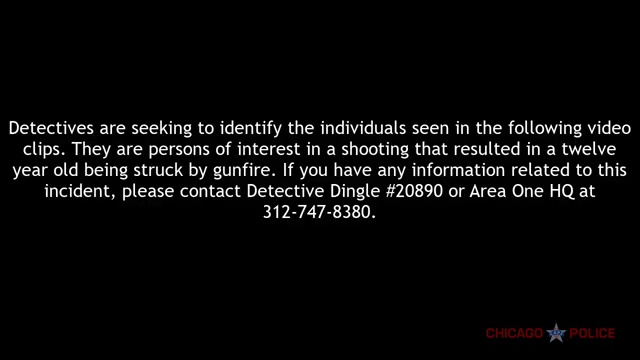 Detectives are seeking to identify the individuals seen in the following video
clips. They are persons of interest in a shooting that resulted in a twelve
year old being struck by gunfire. If you have any information related to this
incident, please contact Detective Dingle #20890 or Area One HQ at
312-747-8380.
CHICAGO POLICE